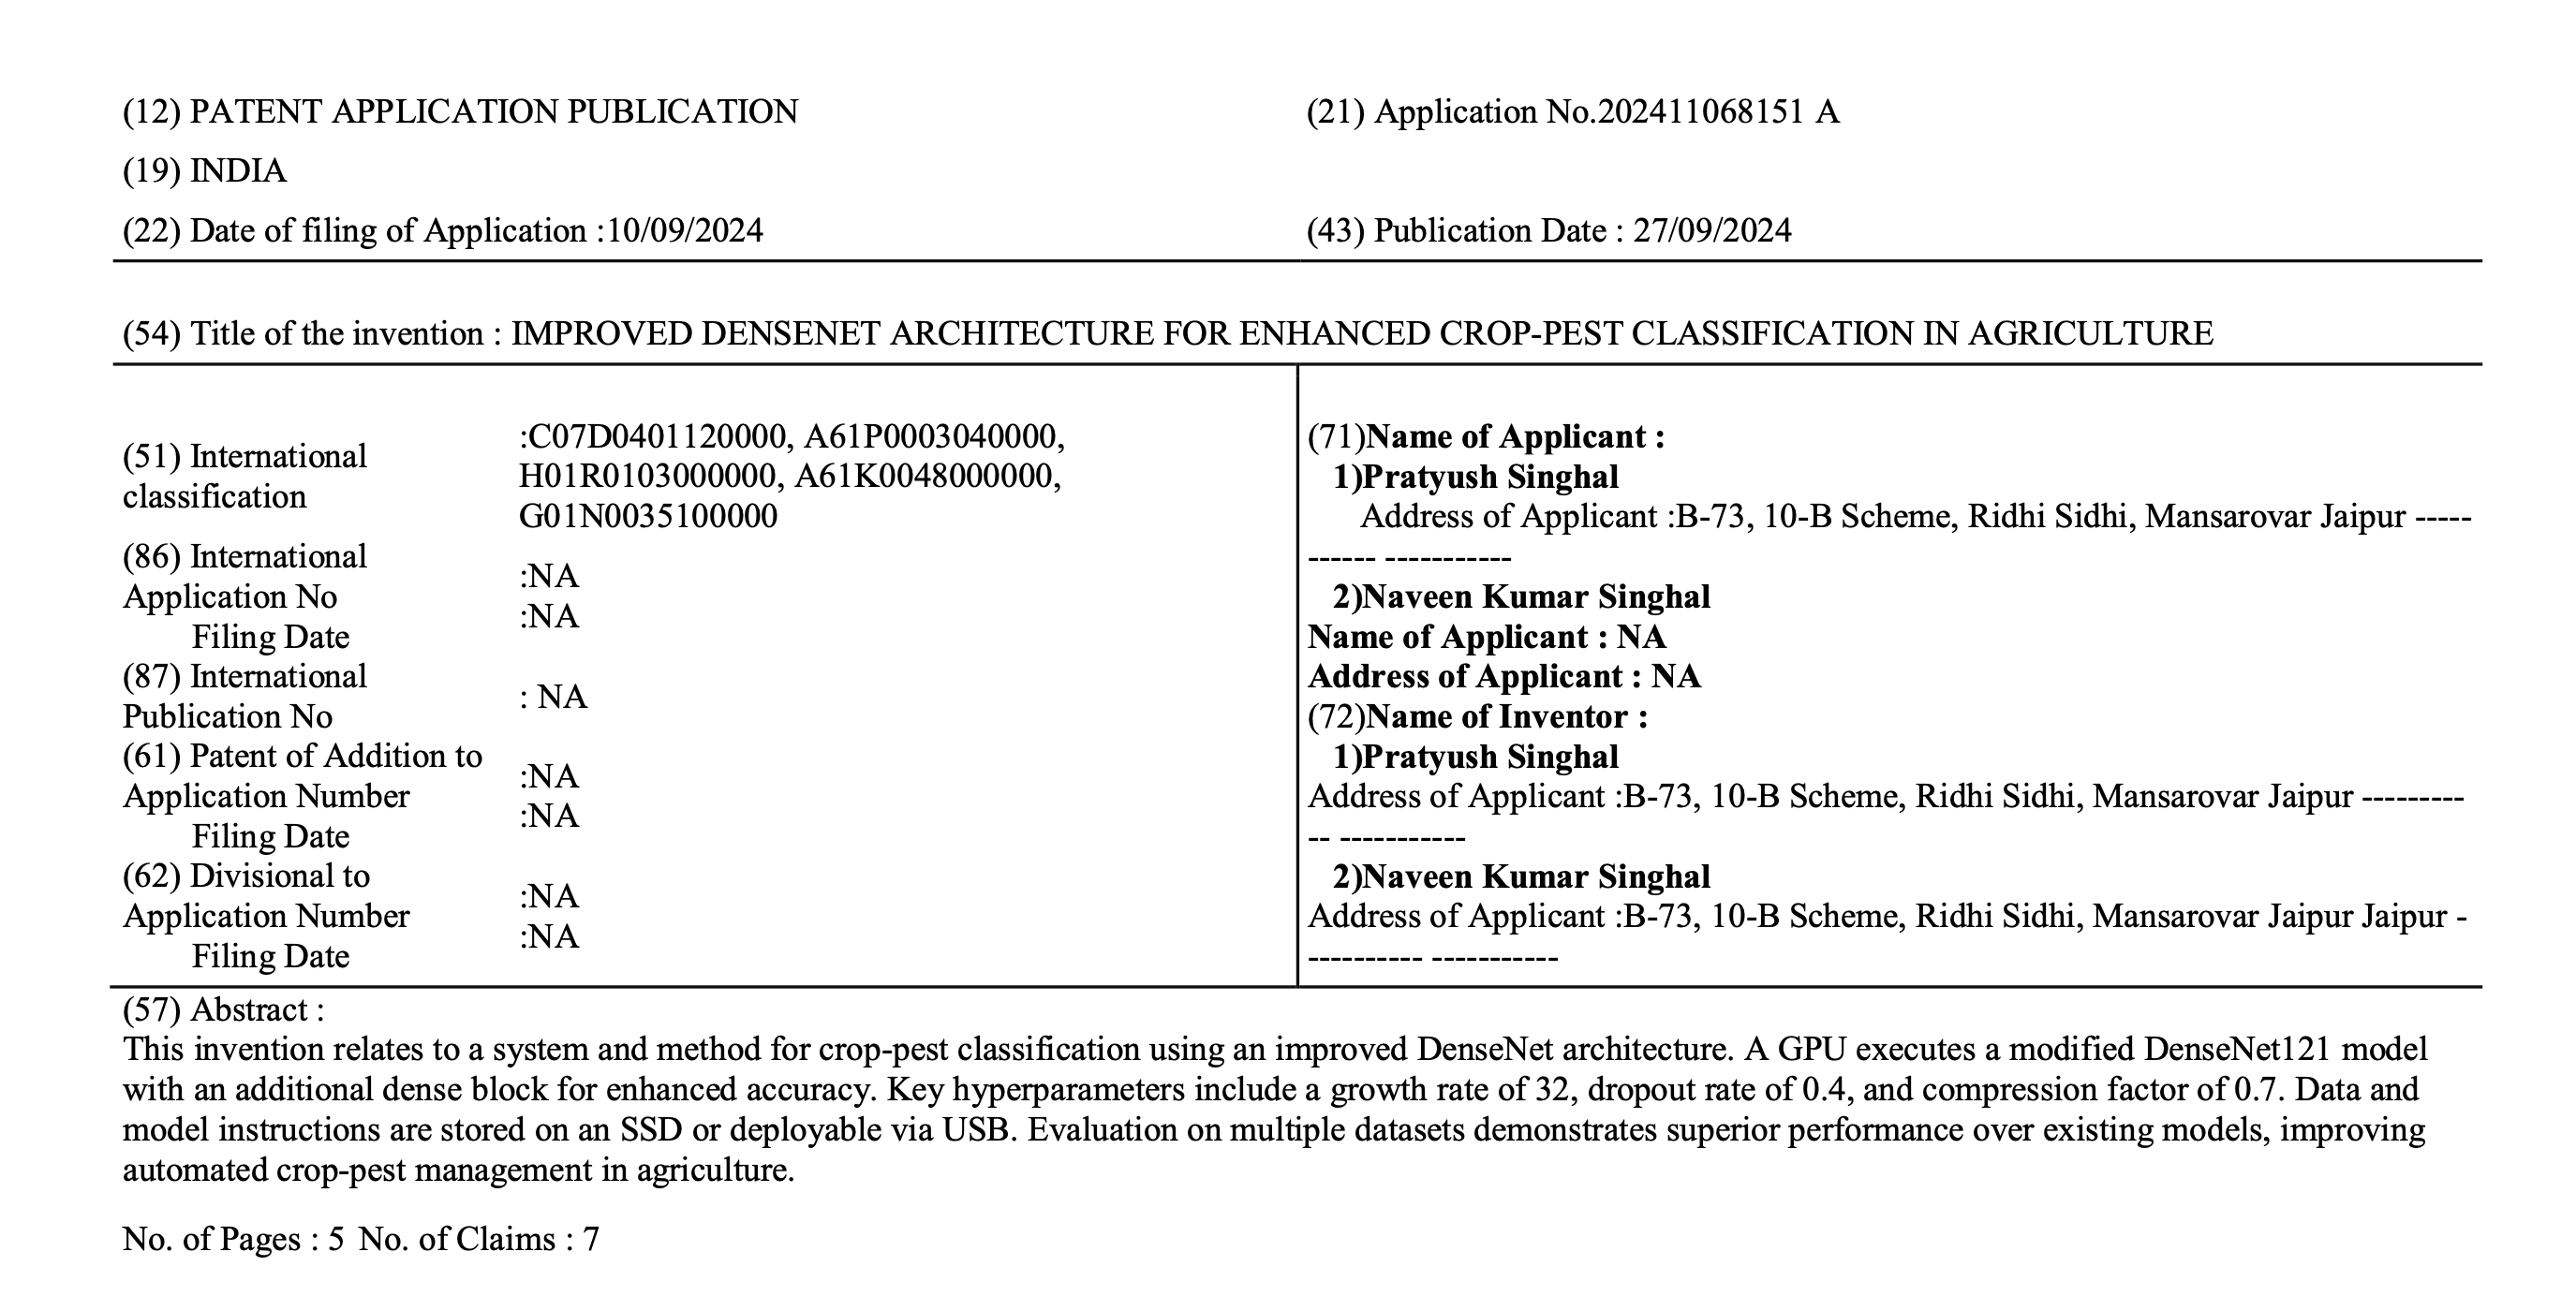 (12) PATENT APPLICATION PUBLICATION
(21) Application No.202411068151 A
(19) INDIA
(22) Date of filing of Application :10/09/2024
(43) Publication Date : 27/09/2024
(54) Title of the invention : IMPROVED DENSENET ARCHITECTURE FOR ENHANCED CROP-PEST CLASSIFICATION IN AGRICULTURE
(51) International
classification
:C07D0401120000, A61P0003040000,
H01R0103000000, A61K0048000000,
G01N0035100000
(86) International
Application No
Filing Date
:NA
:NA
(87) International
Publication No
: NA
(61) Patent of Addition to
Application Number
Filing Date
:NA
:NA
(62) Divisional to
Application Number
Filing Date
:NA
:NA
(71)Name of Applicant :
1)Pratyush Singhal
Address of Applicant :B-73, 10-B Scheme, Ridhi Sidhi, Mansarovar Jaipur -----
------ -----------
2)Naveen Kumar Singhal
Name of Applicant : NA
Address of Applicant : NA
(72)Name of Inventor :
1)Pratyush Singhal
Address of Applicant :B-73, 10-B Scheme, Ridhi Sidhi, Mansarovar Jaipur ---------
-- -----------
2)Naveen Kumar Singhal
Address of Applicant :B-73, 10-B Scheme, Ridhi Sidhi, Mansarovar Jaipur Jaipur -
---------- -----------
(57) Abstract :
This invention relates to a system and method for crop-pest classification using an improved DenseNet architecture. A GPU executes a modified DenseNet121 model
with an additional dense block for enhanced accuracy. Key hyperparameters include a growth rate of 32, dropout rate of 0.4, and compression factor of 0.7. Data and
model instructions are stored on an SSD or deployable via USB. Evaluation on multiple datasets demonstrates superior performance over existing models, improving
automated crop-pest management in agriculture.
No. of Pages : 5 No. of Claims : 7